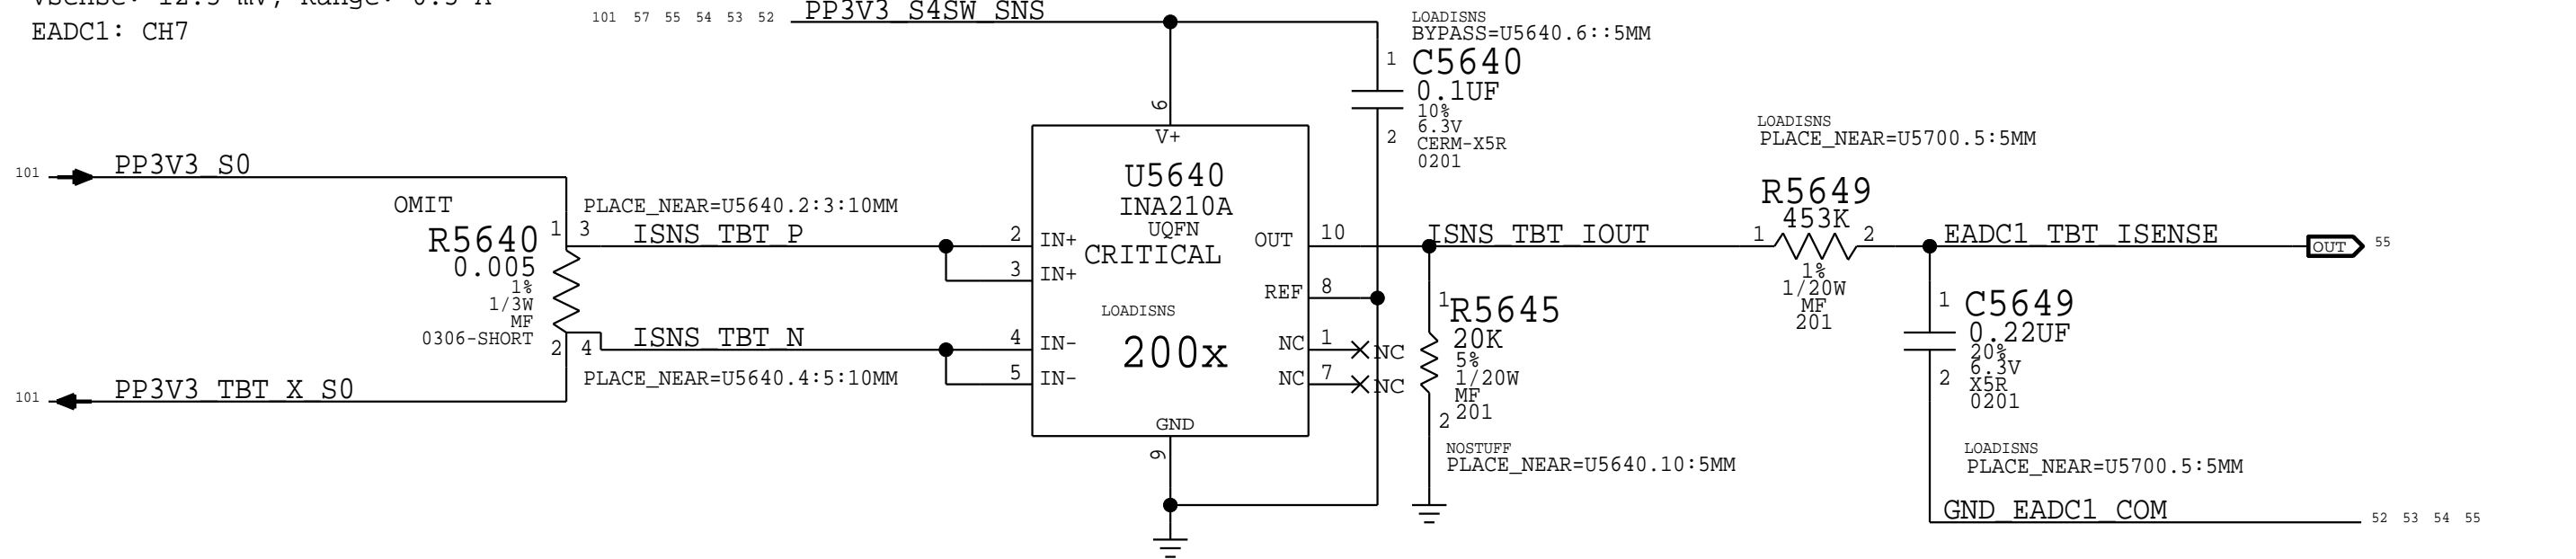 EADC1: CH7
101 57 55 54 53 52
PP3V3_S4SW_SNS
LOADISNS
BYPASS=U5640.6::5MM
1
C5640
0.1UF
10%
6.3V
CERM-X5R
0201
2
6
V+
U5640
INA210A
UQFN
CRITICAL
LOADISNS
200x
GND
9
101
PP3V3_S0
OMIT
R5640
0.005
1%
1/3W
MF
0306-SHORT
1 3
2 4
PLACE_NEAR=U5640.2:3:10MM
ISNS_TBT_P
2 IN+
3 IN+
ISNS_TBT_N
4 IN-
5 IN-
PLACE_NEAR=U5640.4:5:10MM
101
PP3V3_TBT_X_S0
OUT 10
REF 8
NC 1 NC
NC 7 NC
ISNS_TBT_IOUT
1
R5645
20K
5%
1/20W
MF
201
2
NOSTUFF
PLACE_NEAR=U5640.10:5MM
LOADISNS
PLACE_NEAR=U5700.5:5MM
R5649
453K
1 2
1%
1/20W
MF
201
EADC1_TBT_ISENSE
OUT 55
1
C5649
0.22UF
20%
6.3V
X5R
0201
2
LOADISNS
PLACE_NEAR=U5700.5:5MM
GND_EADC1_COM
52 53 54 55